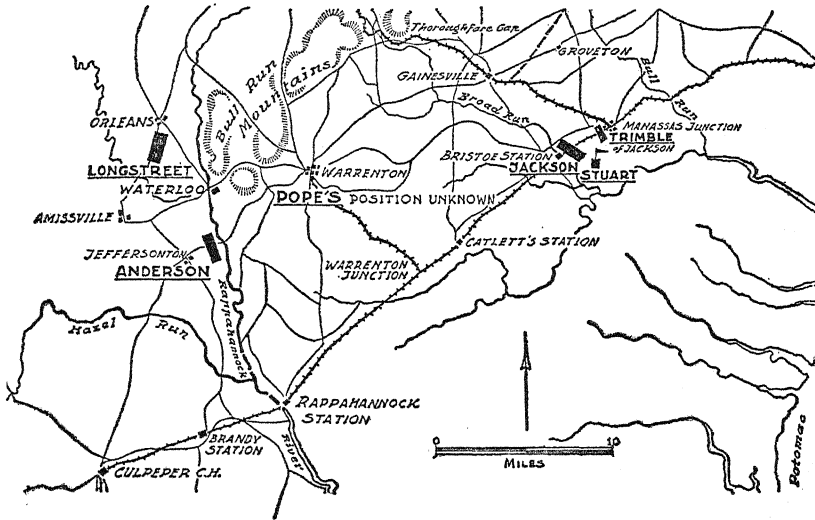 Thoroughfare Gap
GROVETON
GAINESVILLE
Bull Run
Bull Run
Mountains
Broad Run
ORLEANS
MANASSAS JUNCTION
TRIMBLE
of JACKSON
BRISTOE STATION
JACKSON
STUART
LONGSTREET
WATERLOO
WARRENTON
POPE'S POSITION UNKNOWN
AMISSVILLE
CATLETT'S STATION
JEFFERSONTON
ANDERSON
WARRENTON
JUNCTION
Hazel Run
Rappahannock
River
RAPPAHANNOCK
STATION
BRANDY
STATION
CULPEPER C.H.
0 10
MILES
Potomac